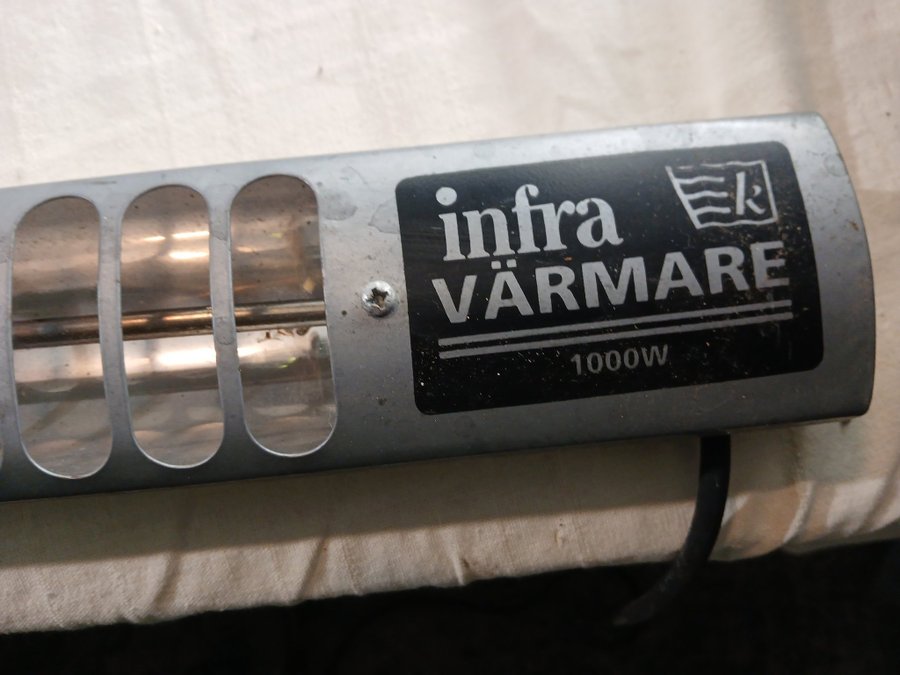 infra
k
VÄRMARE
1000W